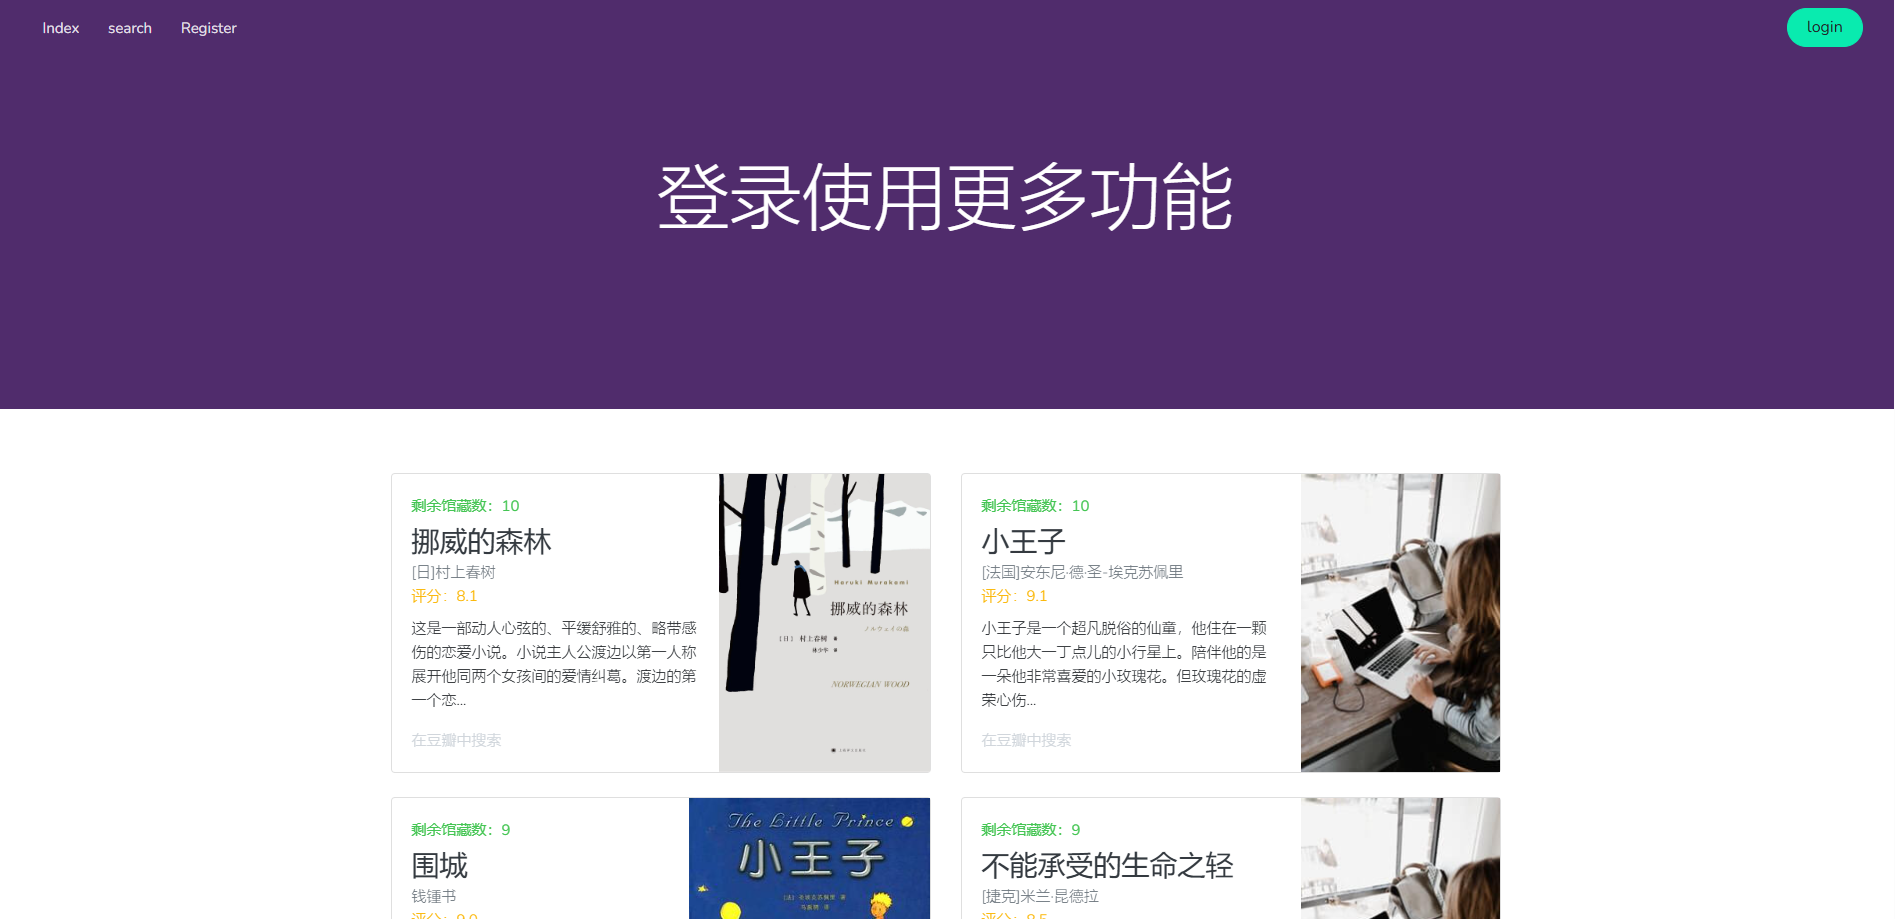 Index
search
Register
login
登录使用更多功能
剩余馆藏数：10
挪威的森林
[日]村上春树
评分：8.1
这是一部动人心弦的、平缓舒雅的、略带感
伤的恋爱小说。小说主人公渡边以第一人称
展开他同两个女孩间的爱情纠葛。渡边的第
一个恋...
在豆瓣中搜索
Haruki Murakami
挪威的森林
ノルウェイの森
[日] 村上春树 著
林少华 译
NORWEGIAN WOOD
剩余馆藏数：10
小王子
[法国]安东尼·德·圣-埃克苏佩里
评分：9.1
小王子是一个超凡脱俗的仙童，他住在一颗
只比他大一丁点儿的小行星上。陪伴他的是
一朵他非常喜爱的小玫瑰花。但玫瑰花的虚
荣心伤...
在豆瓣中搜索
剩余馆藏数：9
围城
钱锺书
The Little Prince
小王子
剩余馆藏数：9
不能承受的生命之轻
[捷克]米兰·昆德拉